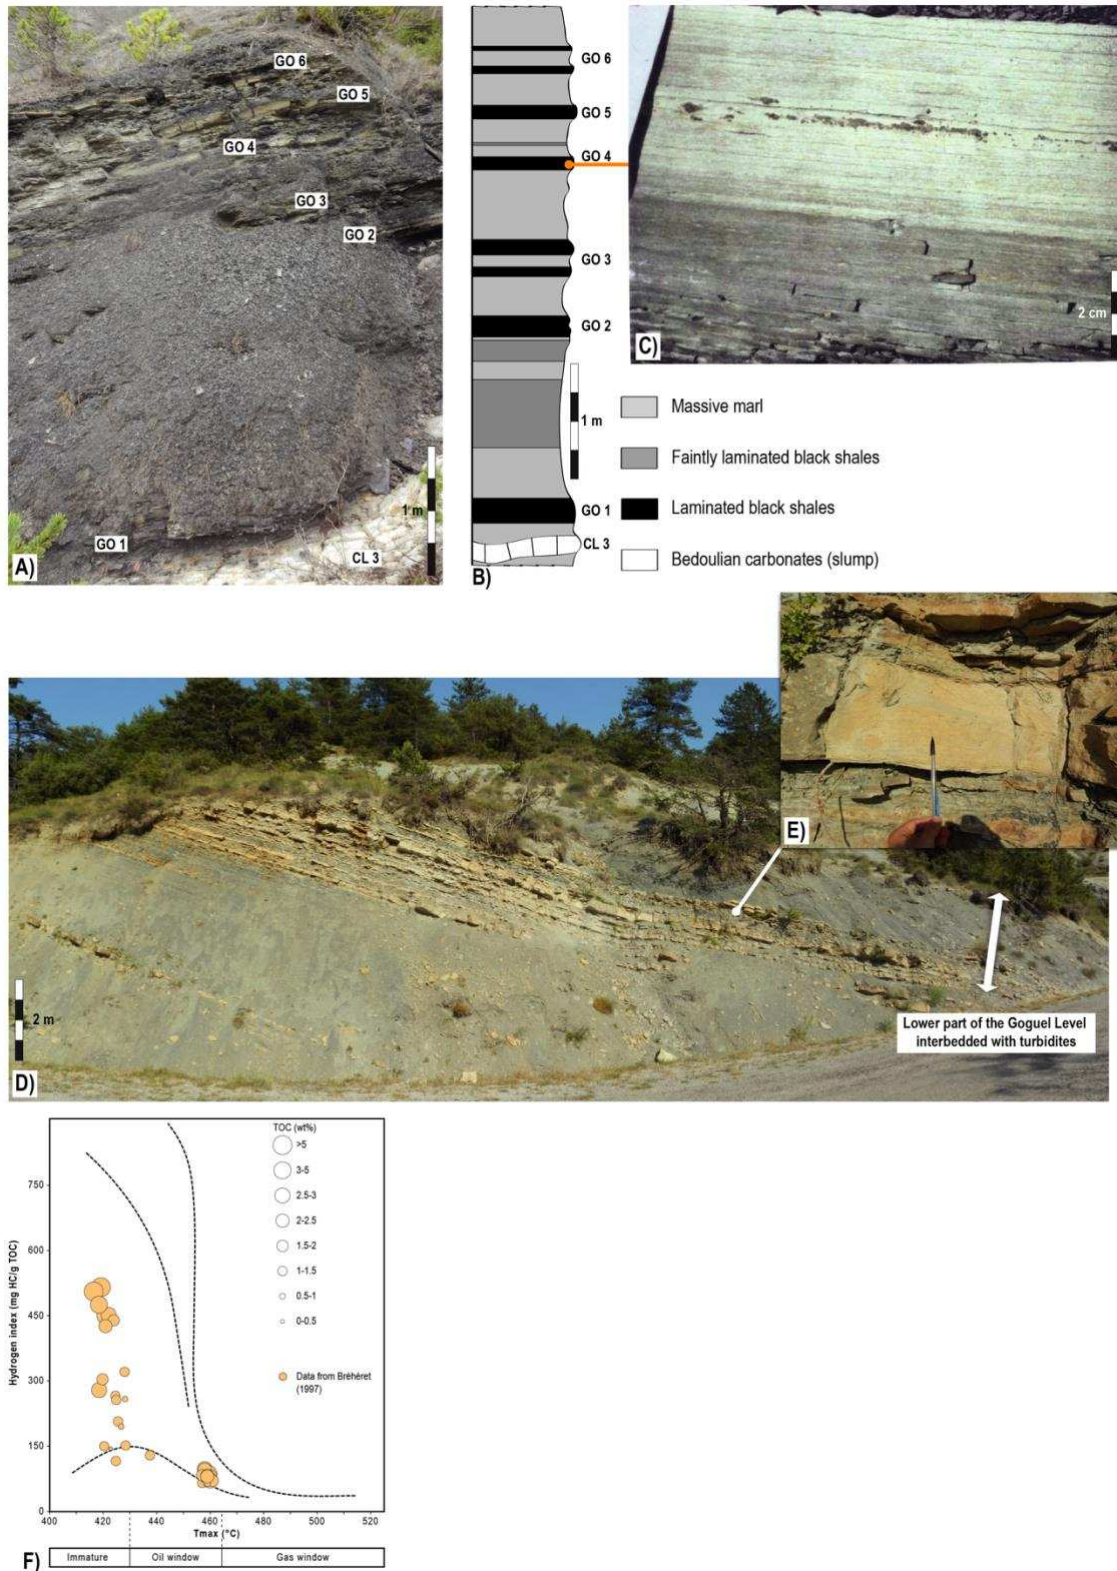 GO 6
GO 5
GO 4
GO 3
GO 2
1 m
GO 1
CL 3
A)
GO 6
GO 5
GO 4
GO 3
GO 2
1 m
GO 1
CL 3
B)
2 cm
C)
Massive marl
Faintly laminated black shales
Laminated black shales
Bedoulian carbonates (slump)
E)
2 m
Lower part of the Goguel Level
interbedded with turbidites
D)
TOC (wt%)
>5
3-5
2.5-3
2-2.5
1.5-2
1-1.5
0.5-1
0-0.5
Data from Bréhéret
(1997)
Hydrogen index (mg HC/g TOC)
750
600
450
300
150
0
400
420
440
460
480
500
520
Tmax (°C)
Immature
Oil window
Gas window
F)